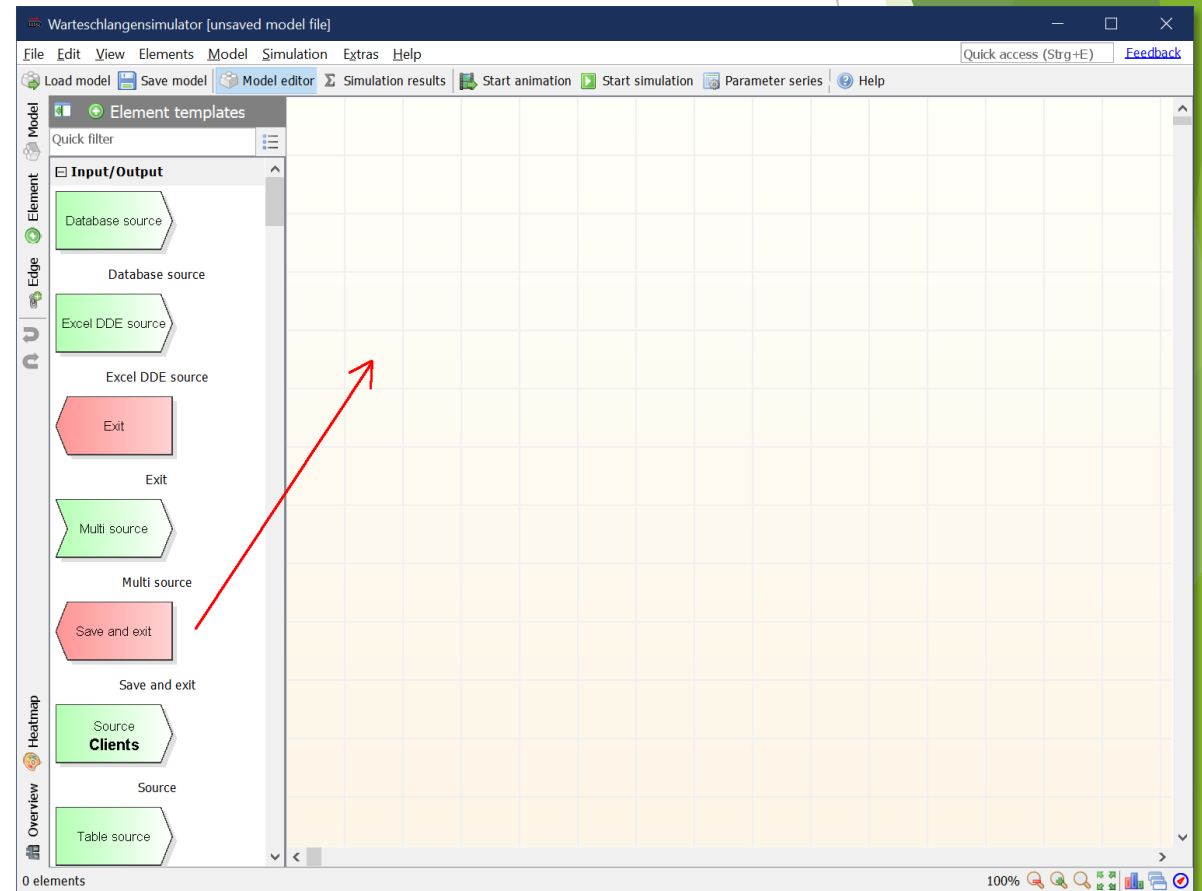 Warteschlangensimulator [unsaved model file]
File Edit View Elements Model Simulation Extras Help Quick access (Strg+E) Feedback
Load model Save model Model editor Σ Simulation results Start animation Start simulation Parameter series Help
Model
Element
Edge
Heatmap
Overview
Element templates
Quick filter
Input/Output
Database source
Database source
Excel DDE source
Excel DDE source
Exit
Exit
Multi source
Multi source
Save and exit
Save and exit
Source
Clients
Source
Table source
0 elements 100%